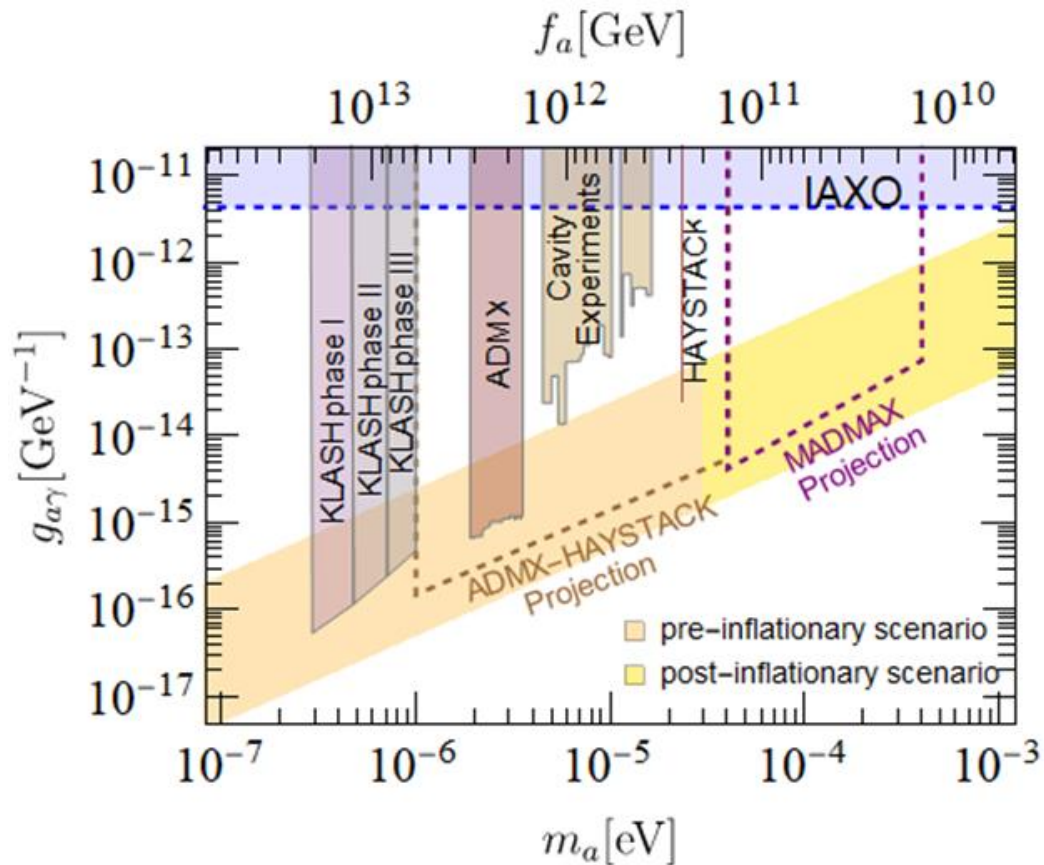 f_a[GeV]
10^13 10^12 10^11 10^10
10^−11
10^−12
10^−13
10^−14
10^−15
10^−16
10^−17
g_aγ[GeV^−1]
IAXO
KLASHphase I
KLASHphase II
KLASHphase III
ADMX
Cavity
Experiments
HAYSTACK
MADMAX
Projection
ADMX−HAYSTACK
Projection
pre−inflationary scenario
post−inflationary scenario
10^−7 10^−6 10^−5 10^−4 10^−3
m_a[eV]